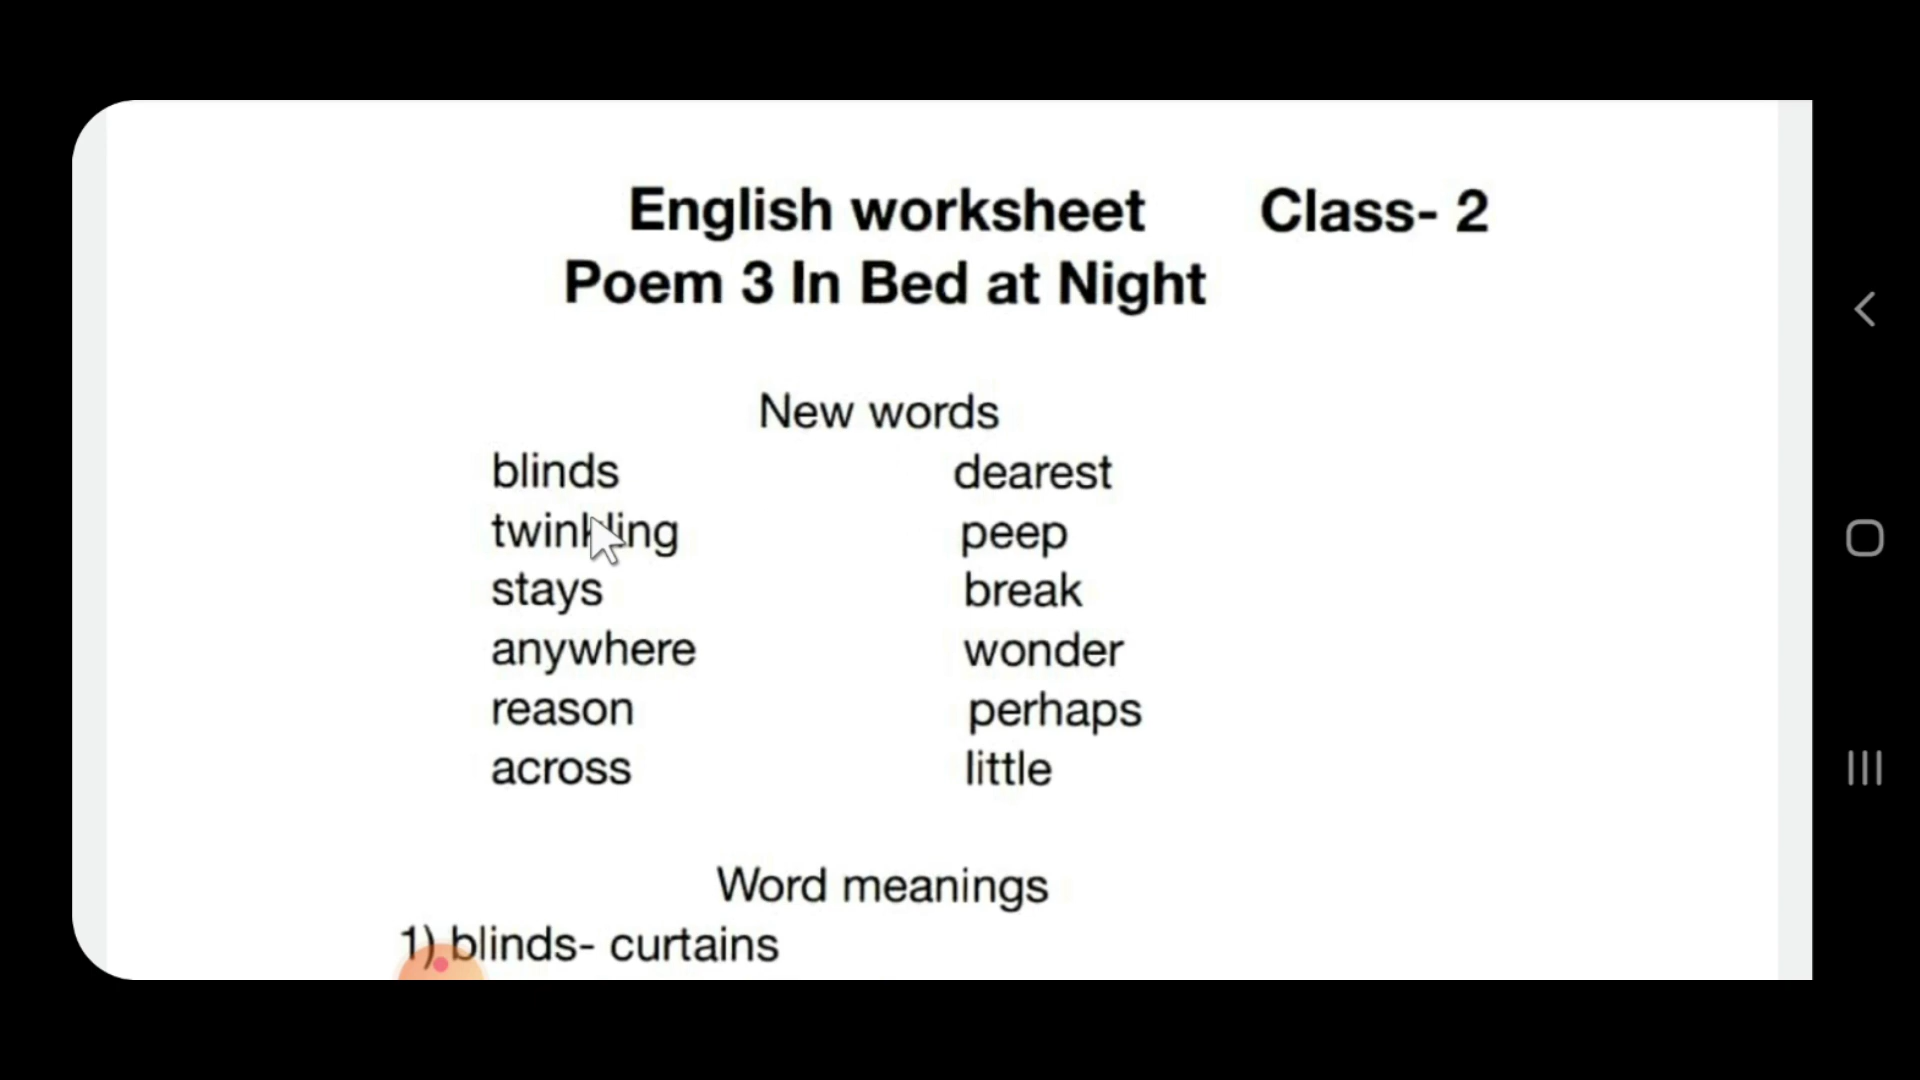 English worksheet Class- 2
Poem 3 In Bed at Night
New words
blinds dearest
twinkling peep
stays break
anywhere wonder
reason perhaps
across little
Word meanings
1) blinds- curtains